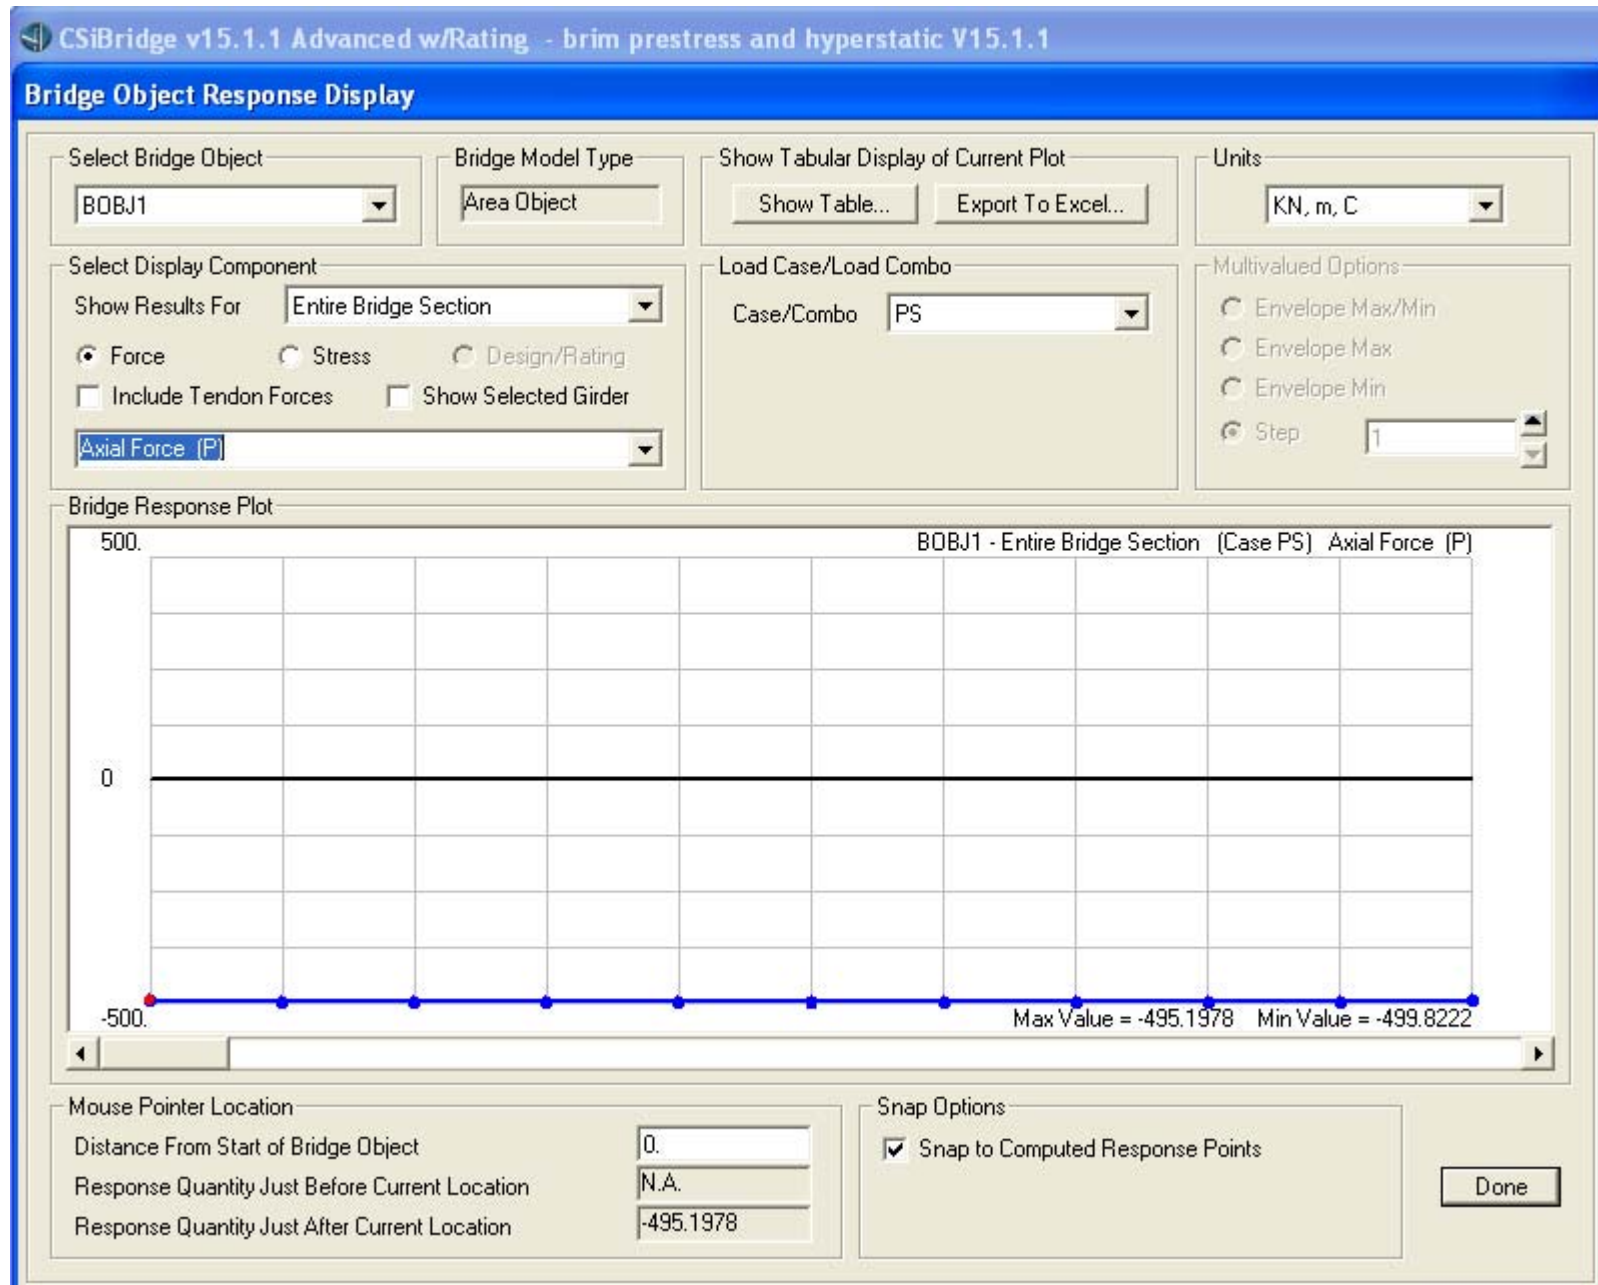 CSiBridge v15.1.1 Advanced w/Rating - brim prestress and hyperstatic V15.1.1
Bridge Object Response Display
Select Bridge Object
BOBJ1
Bridge Model Type
Area Object
Show Tabular Display of Current Plot
Show Table...
Export To Excel...
Units
KN, m, C
Select Display Component
Show Results For
Entire Bridge Section
Force
Stress
Design/Rating
Include Tendon Forces
Show Selected Girder
Axial Force (P)
Load Case/Load Combo
Case/Combo
PS
Multivalued Options
Envelope Max/Min
Envelope Max
Envelope Min
Step
1
Bridge Response Plot
500.
BOBJ1 - Entire Bridge Section (Case PS) Axial Force (P)
0
-500.
Max Value = -495.1978 Min Value = -499.8222
Mouse Pointer Location
Distance From Start of Bridge Object
0.
Response Quantity Just Before Current Location
N.A.
Response Quantity Just After Current Location
-495.1978
Snap Options
Snap to Computed Response Points
Done